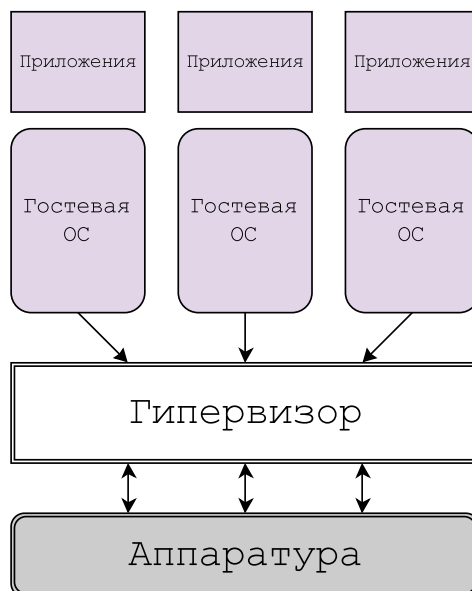 Приложения
Приложения
Приложения
Гостевая
ОС
Гостевая
ОС
Гостевая
ОС
Гипервизор
Аппаратура